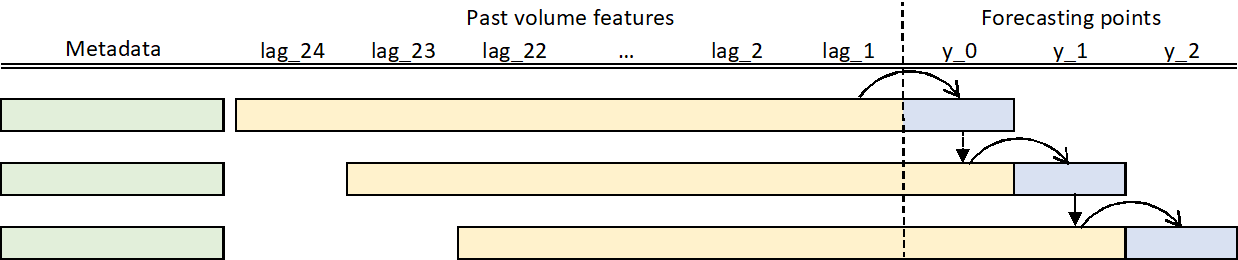 Past volume features Forecasting points
Metadata lag_24 lag_23 lag_22 ... lag_2 lag_1 y_0 y_1 y_2